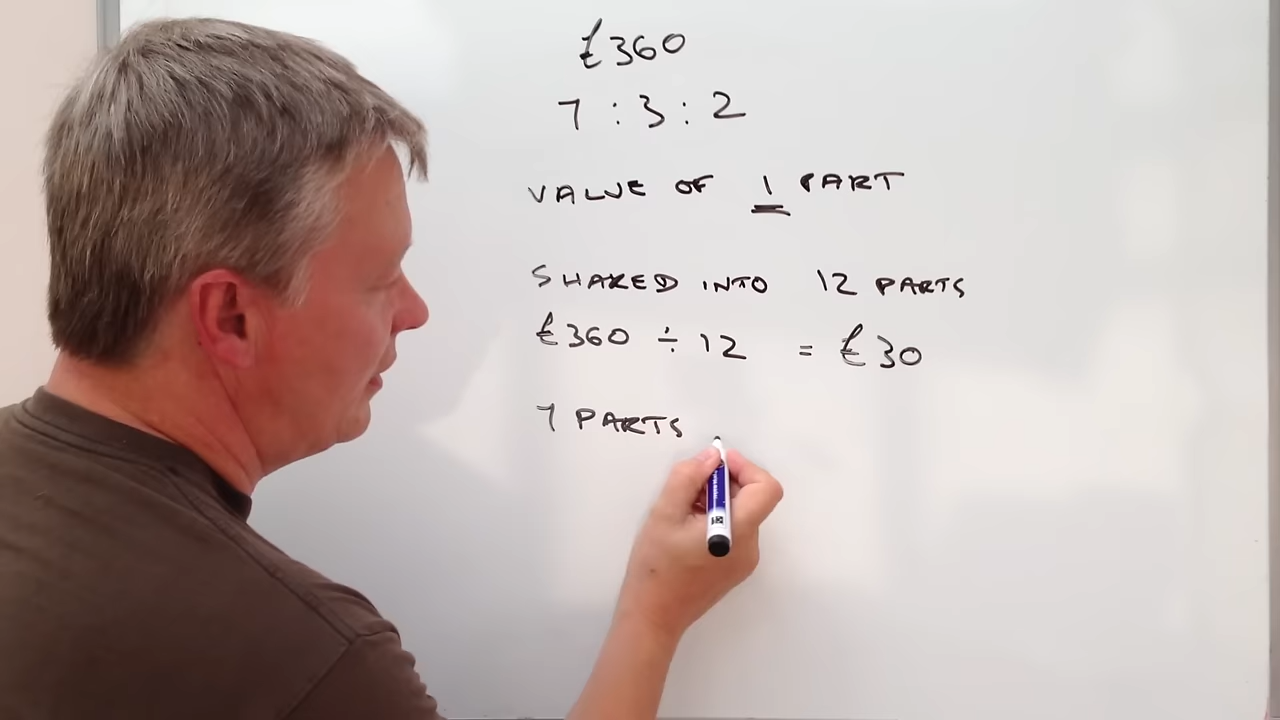 £360
7 : 3 : 2
VALUE OF 1 PART
SHARED INTO 12 PARTS
£360 ÷ 12 = £30
7 PARTS